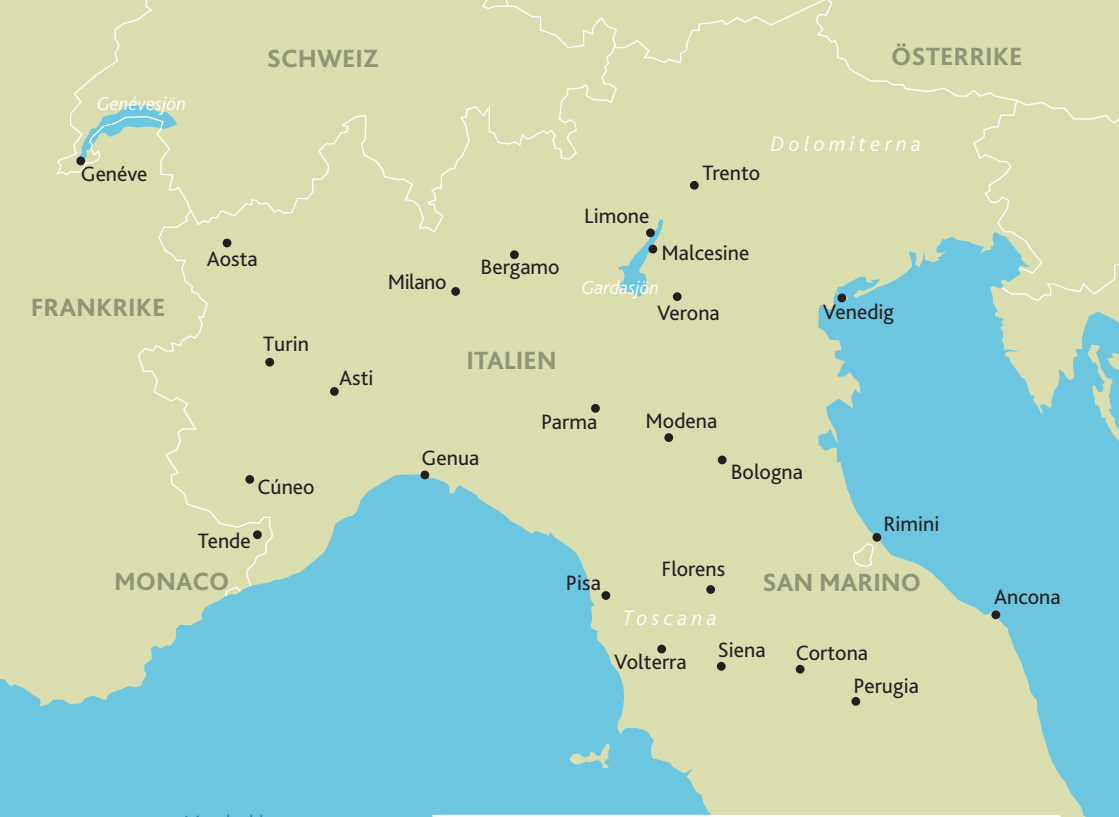 SCHWEIZ
ÖSTERRIKE
Genévesjön
Dolomiterna
Genéve
Trento
Limone
Aosta
Malcesine
Bergamo
Milano
Gardasjön
FRANKRIKE
Verona
Venedig
Turin
ITALIEN
Asti
Parma
Modena
Genua
Bologna
Cúneo
Rimini
Tende
Florens
MONACO
Pisa
SAN MARINO
Ancona
Toscana
Siena
Cortona
Volterra
Perugia